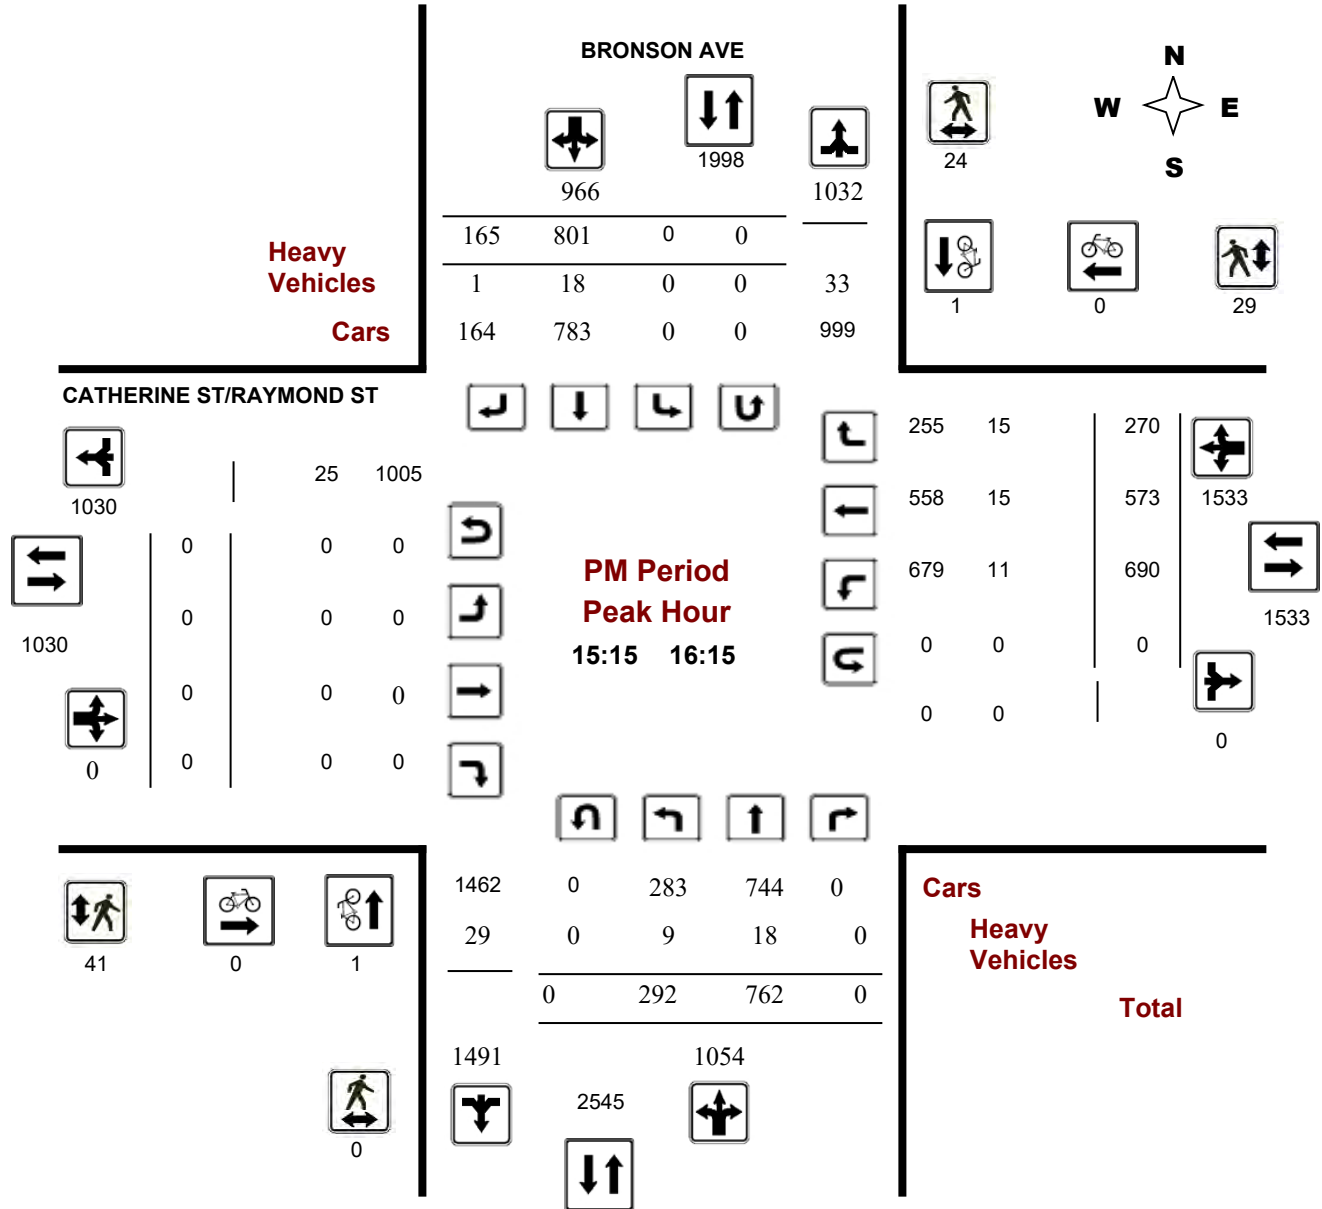 BRONSON AVE
N
W E
S
1998
24
966 1032
165 801 0 0
Heavy
Vehicles
1 18 0 0 33
1 0 29
Cars 164 783 0 0 999
CATHERINE ST/RAYMOND ST
255 15 270
25 1005
1030
558 15 573 1533
0 0 0
PM Period
679 11 690
Peak Hour
0 0 0
1533
1030
15:15 16:15
0 0 0
0 0 0
0 0
0
0 0 0 0
1462 0 283 744 0 Cars
29 0 9 18 0 Heavy
Vehicles
41 0 1
0 292 762 0 Total
1491 1054
2545
0